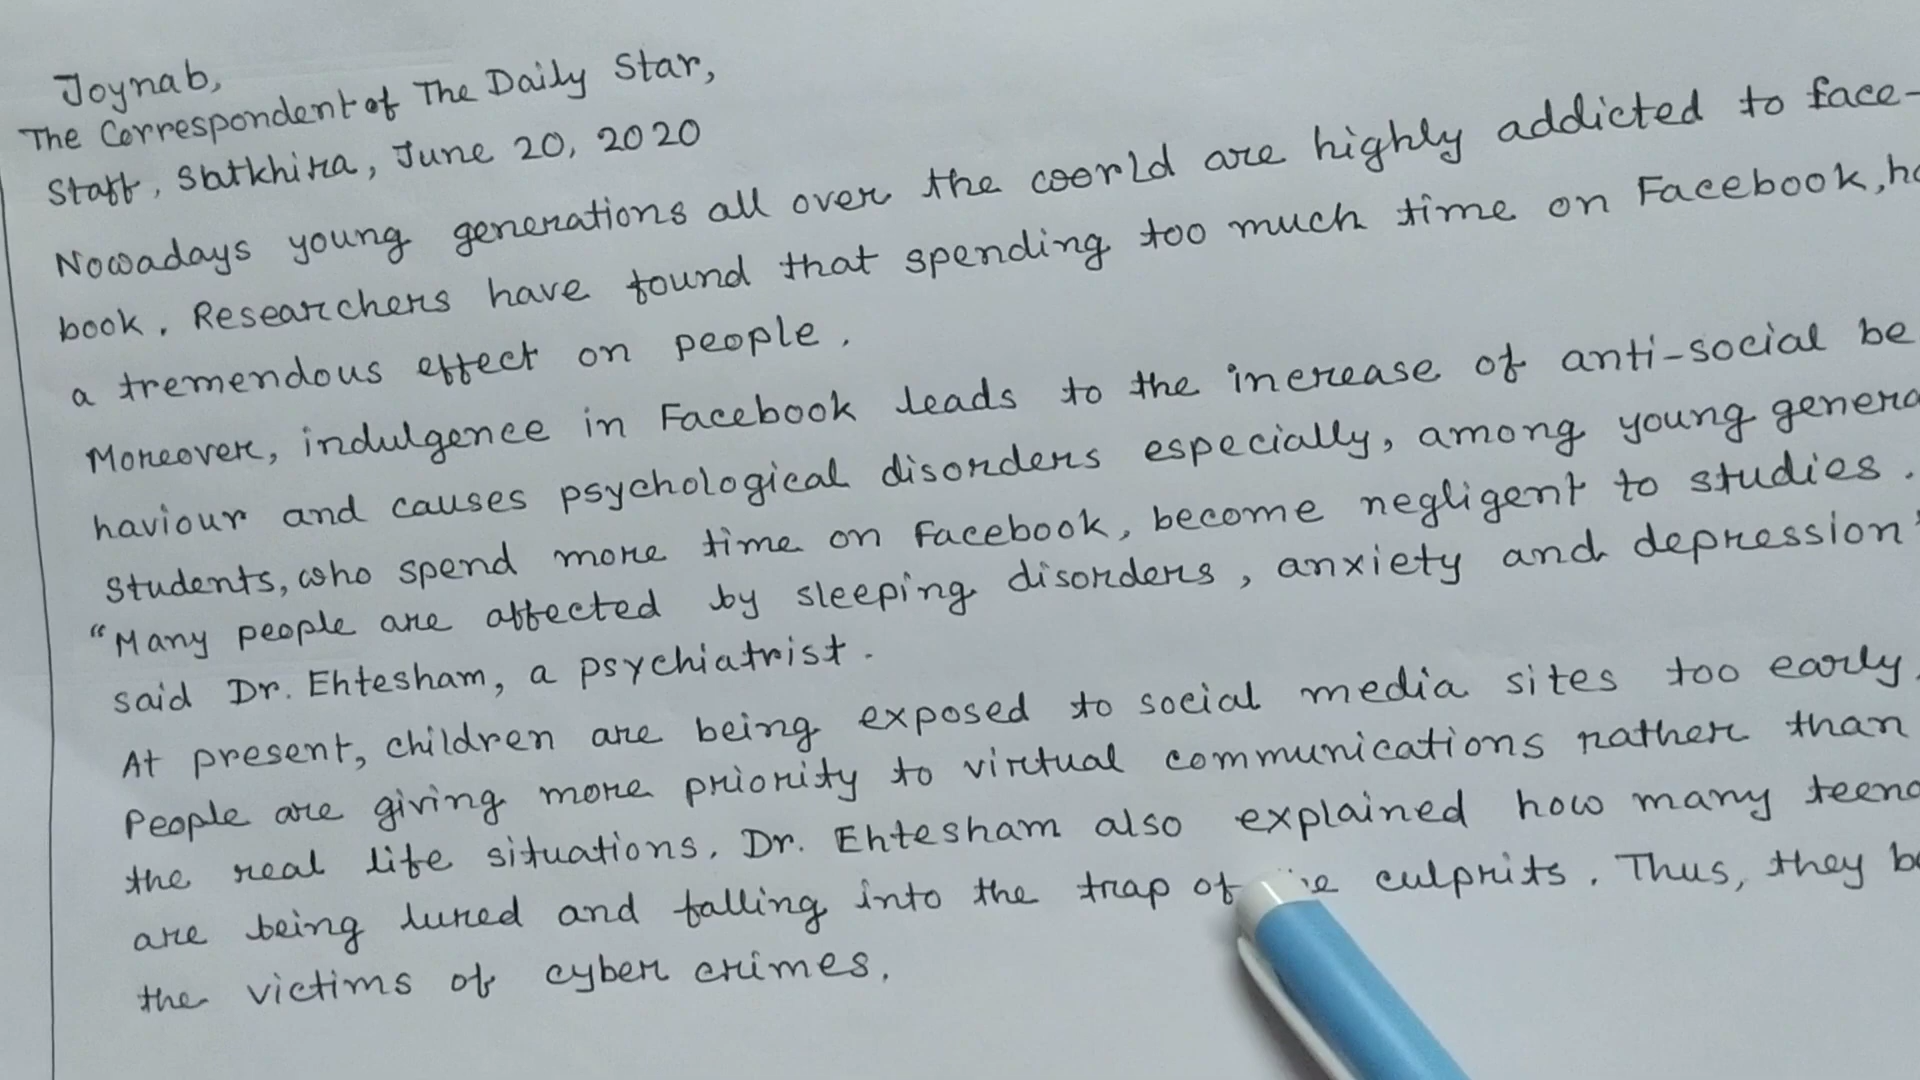 Joynab,
The Correspondent of The Daily Star,
Staff, Satkhira, June 20, 2020
Nowadays young generations all over the woorld are highly addicted to face-
book. Researchers have found that spending too much time on Facebook,
a tremendous effect on people.
Moreover, indulgence in Facebook leads to the increase of anti-social be
haviour and causes psychological disorders especially, among young genera
Students, who spend more time on Facebook, become negligent to studies.
"Many people are affected by sleeping disorders, anxiety and depression"
said Dr. Ehtesham, a psychiatrist.
At present, children are being exposed to social media sites too early.
People are giving more priority to virtual communications rather than
the real life situations. Dr. Ehtesham also explained how many teena
are being lured and falling into the trap of culprits. Thus, they be
the victims of cyber crimes.